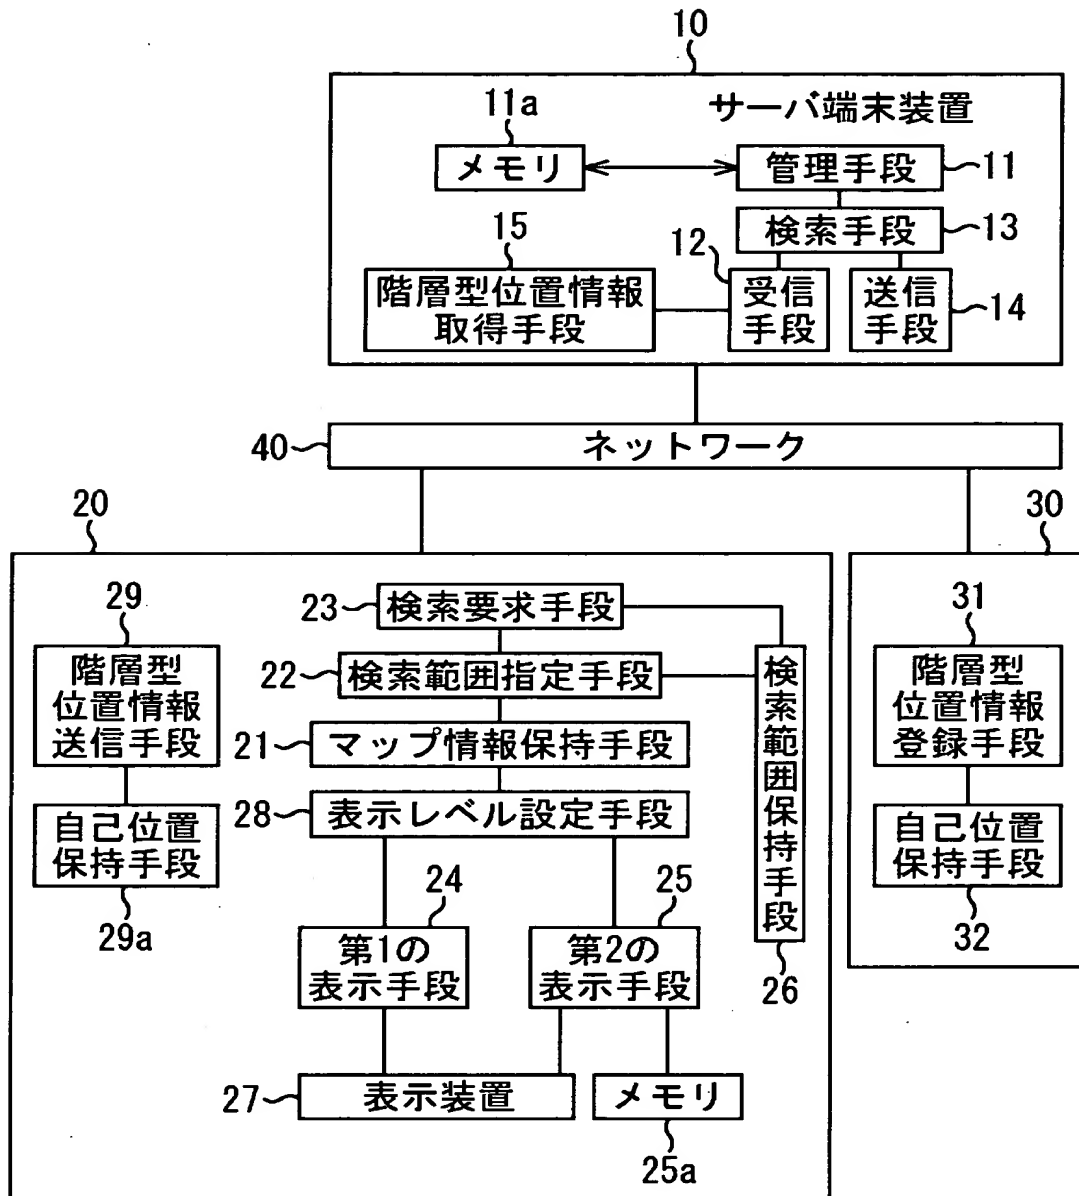 10
サーバ端末装置
11a
メモリ
管理手段
11
検索手段
13
15
12
階層型位置情報
取得手段
受信
手段
送信
手段
14
40
ネットワーク
20
30
29
階層型
位置情報
送信手段
自己位置
保持手段
29a
23
検索要求手段
22
検索範囲指定手段
21
マップ情報保持手段
28
表示レベル設定手段
検索範囲保持手段
26
24
第1の
表示手段
25
第2の
表示手段
27
表示装置
メモリ
25a
31
階層型
位置情報
登録手段
自己位置
保持手段
32